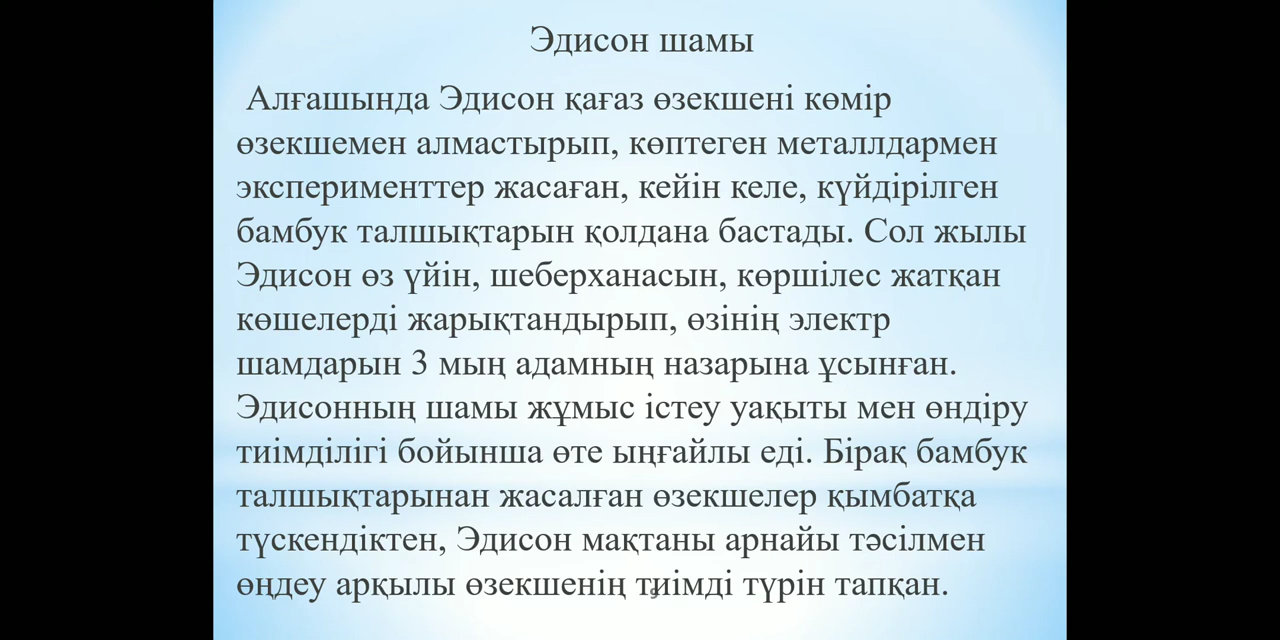 Эдисон шамы
Алғашында Эдисон қағаз өзекшені көмір
өзекшемен алмастырып, көптеген металлдармен
эксперименттер жасаған, кейін келе, күйдірілген
бамбук талшықтарын қолдана бастады. Сол жылы
Эдисон өз үйін, шеберханасын, көршілес жатқан
көшелерді жарықтандырып, өзінің электр
шамдарын 3 мың адамның назарына ұсынған.
Эдисонның шамы жұмыс істеу уақыты мен өндіру
тиімділігі бойынша өте ыңғайлы еді. Бірақ бамбук
талшықтарынан жасалған өзекшелер қымбатқа
түскендіктен, Эдисон мақтаны арнайы тәсілмен
өңдеу арқылы өзекшенің тиімді түрін тапқан.